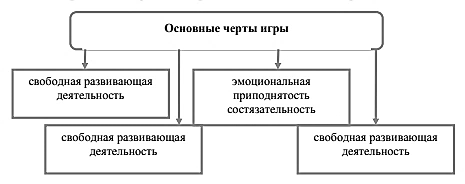 Основные черты игры
свободная развивающая
деятельность
эмоциональная
приподнятость
состязательность
свободная развивающая
деятельность
свободная развивающая
деятельность